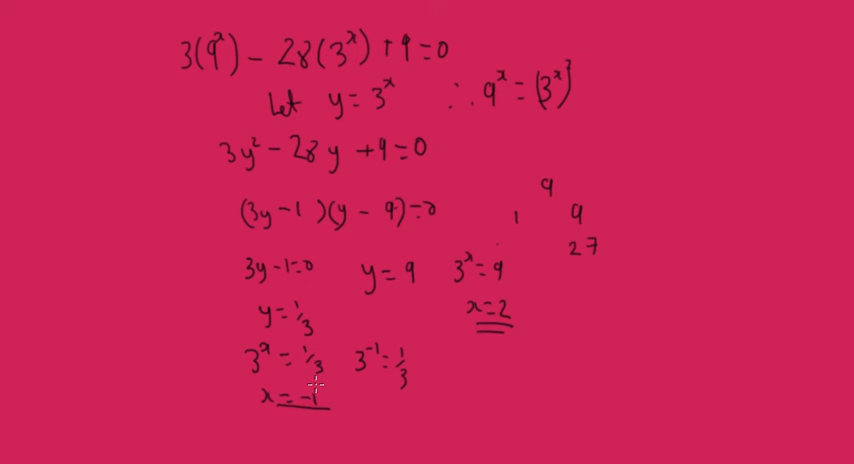 3(9^x) - 28(3^x) + 9 = 0
Let y = 3^x ∴ 9^x = (3^x)^2
3y^2 - 28y + 9 = 0
(3y - 1)(y - 9) = 0
9
1 9
27
3y - 1 = 0 y = 9 3^x = 9
y = 1/3 x = 2
3^x = 1/3 3^-1 = 1/3
x = -1